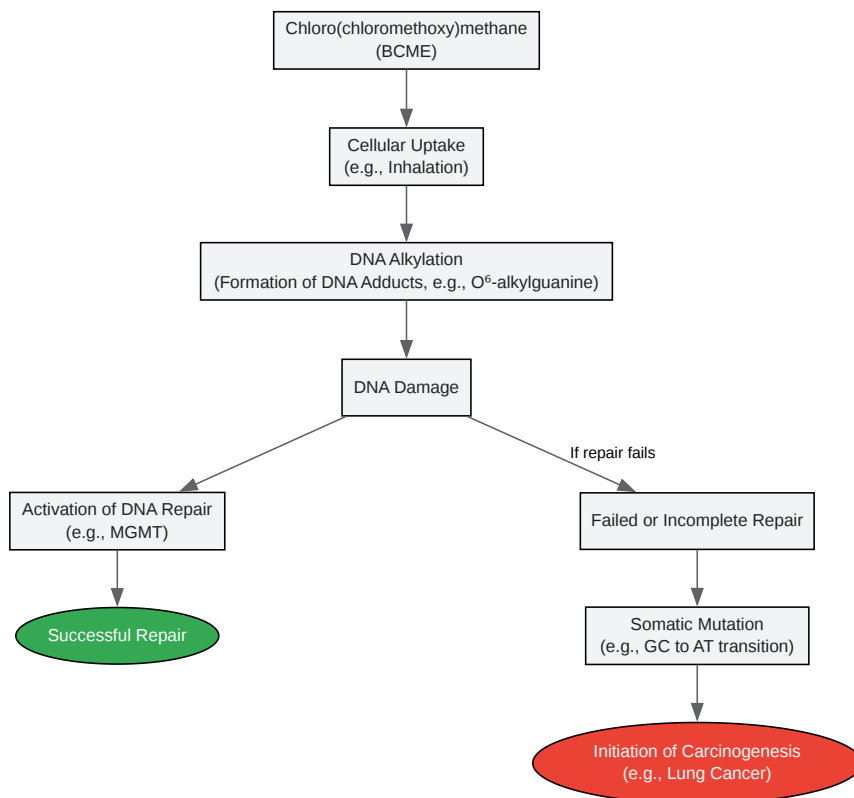 Chloro(chloromethoxy)methane
(BCME)
Cellular Uptake
(e.g., Inhalation)
DNA Alkylation
(Formation of DNA Adducts, e.g., O⁶-alkylguanine)
DNA Damage
If repair fails
Activation of DNA Repair
(e.g., MGMT)
Failed or Incomplete Repair
Successful Repair
Somatic Mutation
(e.g., GC to AT transition)
Initiation of Carcinogenesis
(e.g., Lung Cancer)